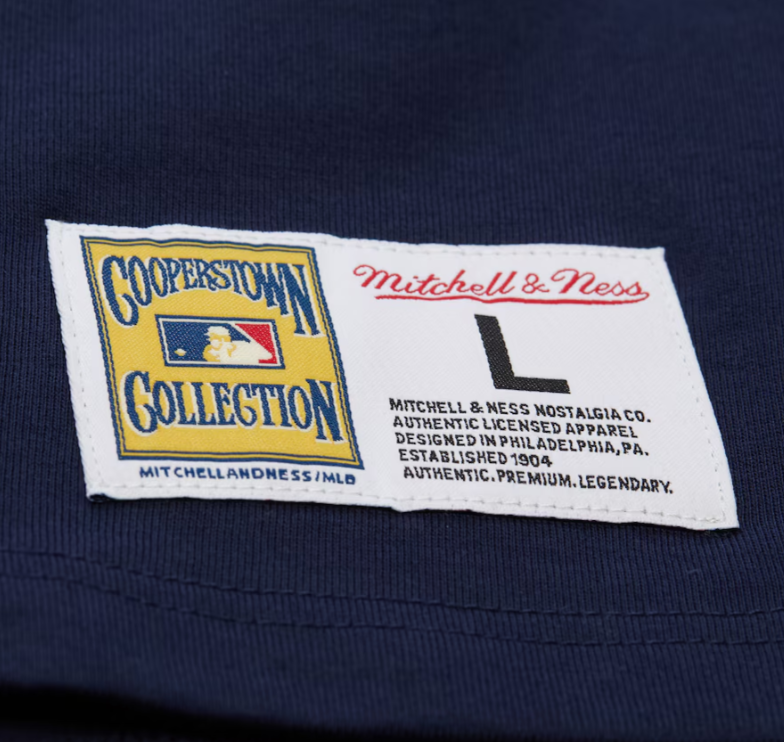 COOPERSTOWN
COLLECTION
MITCHELLANDNESS/MLB
Mitchell & Ness
L
MITCHELL & NESS NOSTALGIA CO.
AUTHENTIC LICENSED APPAREL
DESIGNED IN PHILADELPHIA, PA.
ESTABLISHED 1904
AUTHENTIC. PREMIUM. LEGENDARY.